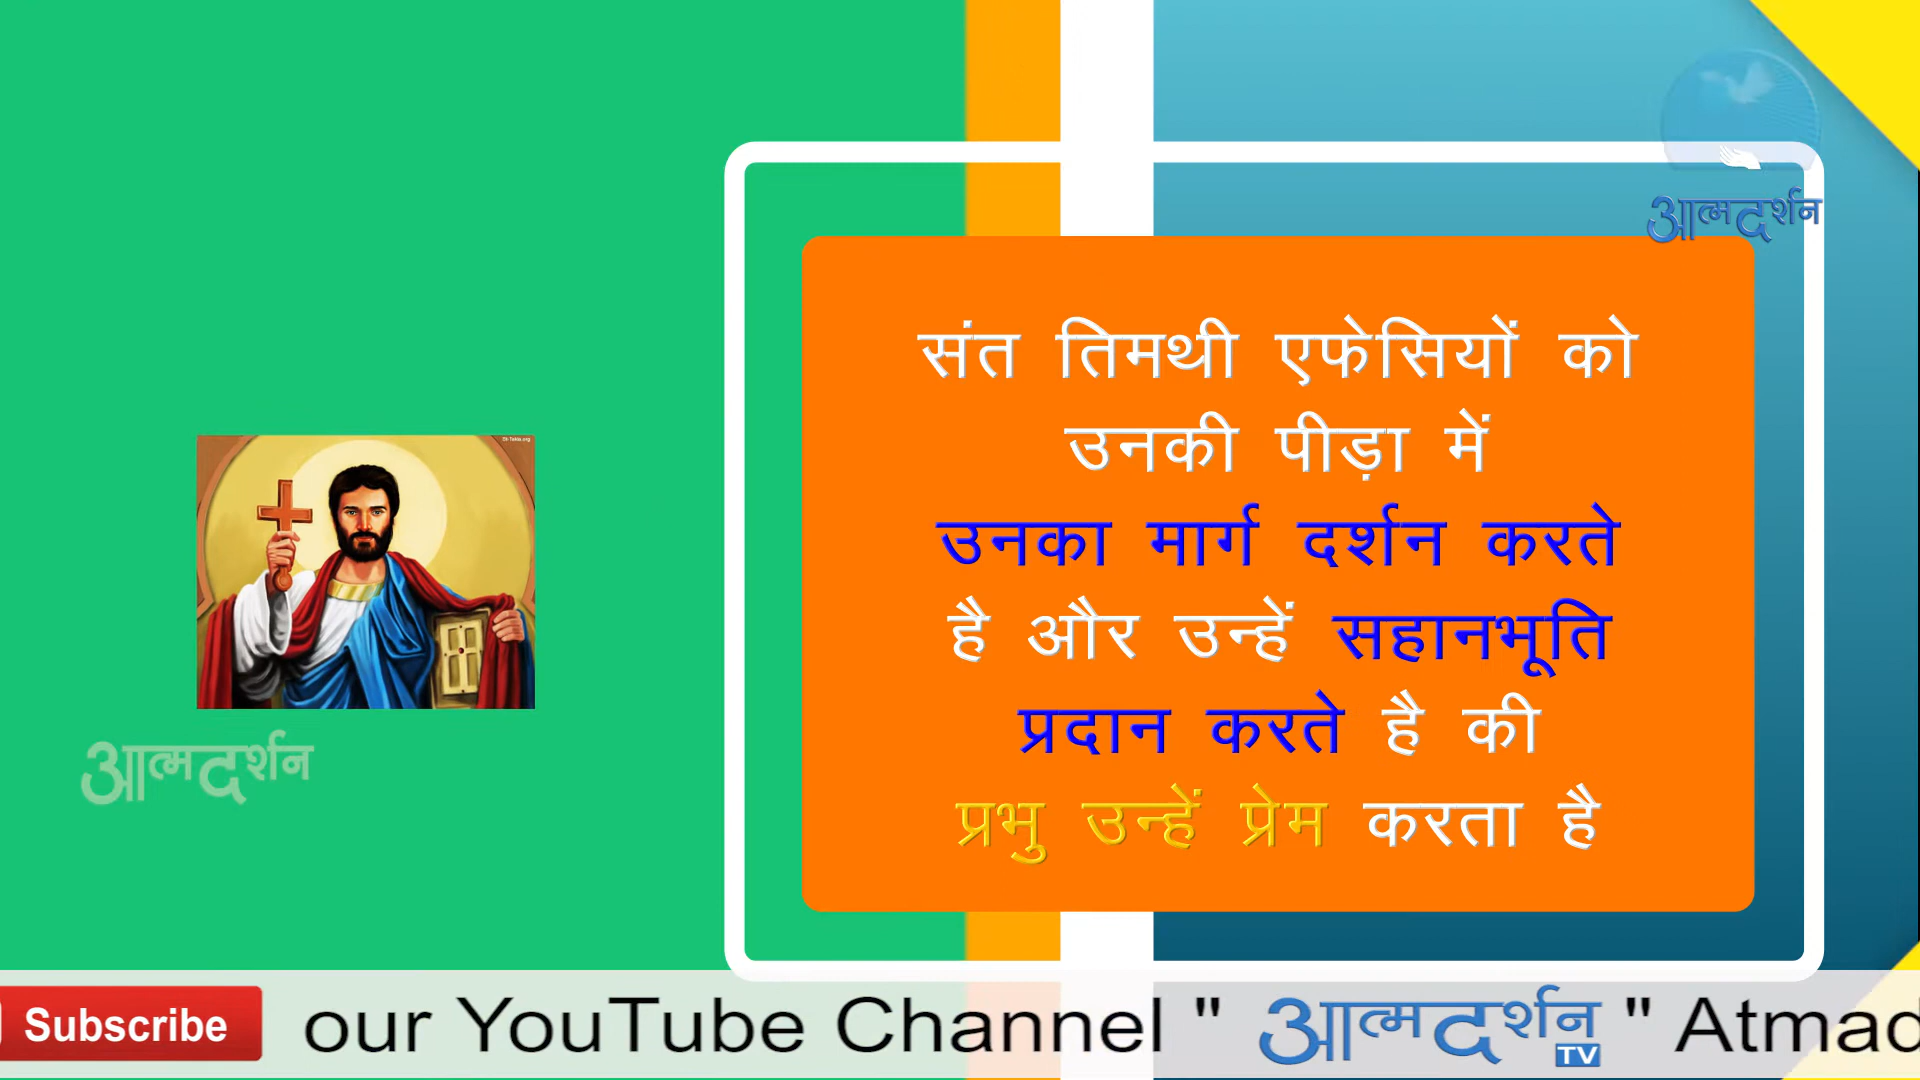 आत्मदर्शन
संत तिमथी एफेसियों को
उनकी पीड़ा में
उनका मार्ग दर्शन करते
है और उन्हें सहानभूति
प्रदान करते है की
प्रभु उन्हें प्रेम करता है
आत्मदर्शन
Subscribe our YouTube Channel " आत्मदर्शन TV " Atmad